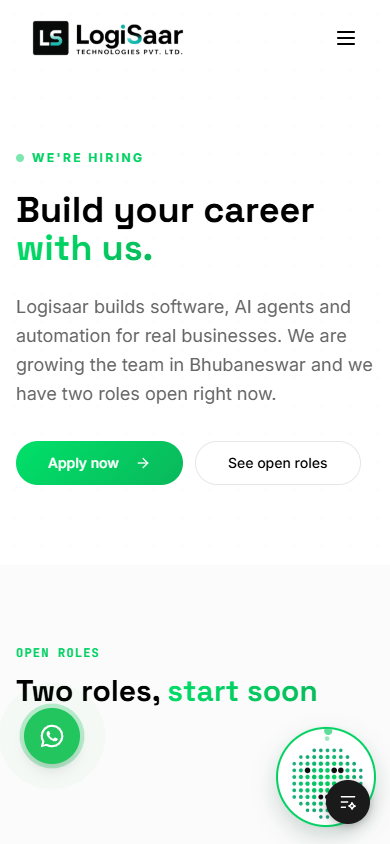 LS LogiSaar
TECHNOLOGIES PVT. LTD.
WE'RE HIRING
Build your career
with us.
Logisaar builds software, AI agents and
automation for real businesses. We are
growing the team in Bhubaneswar and we
have two roles open right now.
Apply now
See open roles
OPEN ROLES
Two roles, start soon